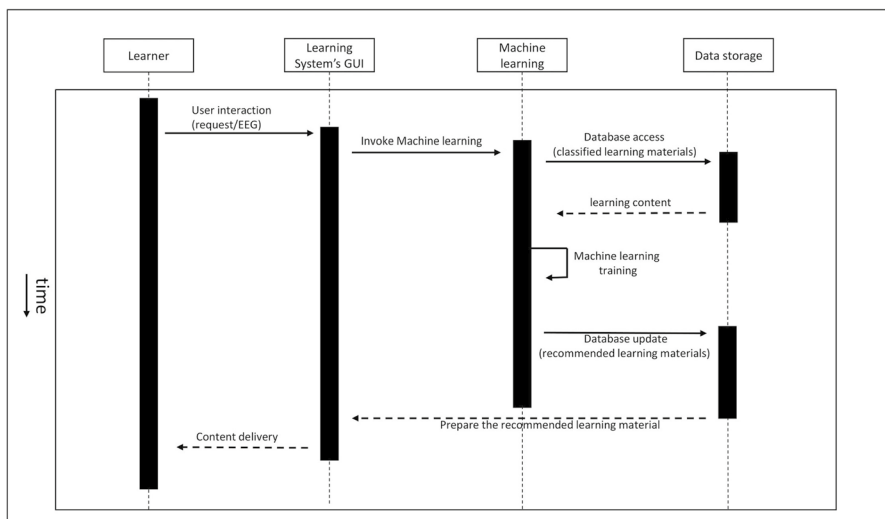 Learner
Learning
System's GUI
Machine
learning
Data storage
User interaction
(request/EEG)
Invoke Machine learning
Database access
(classified learning materials)
learning content
Machine learning
training
time
Database update
(recommended learning materials)
Prepare the recommended learning material
Content delivery